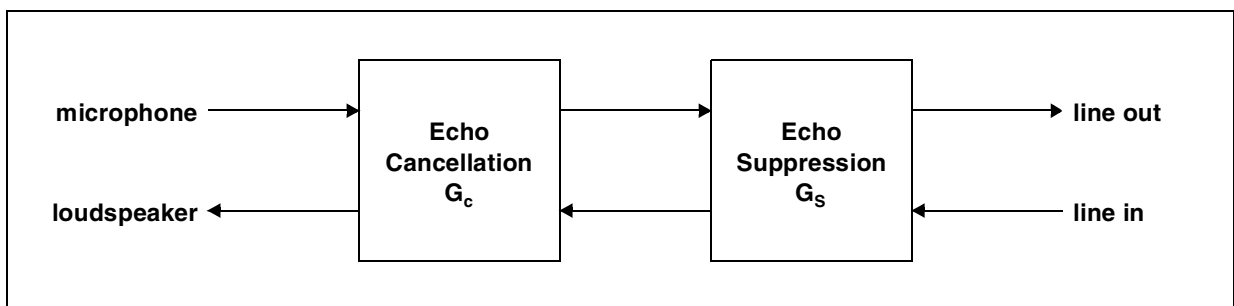 microphone
loudspeaker
Echo
Cancellation
Gc
Echo
Suppression
GS
line out
line in